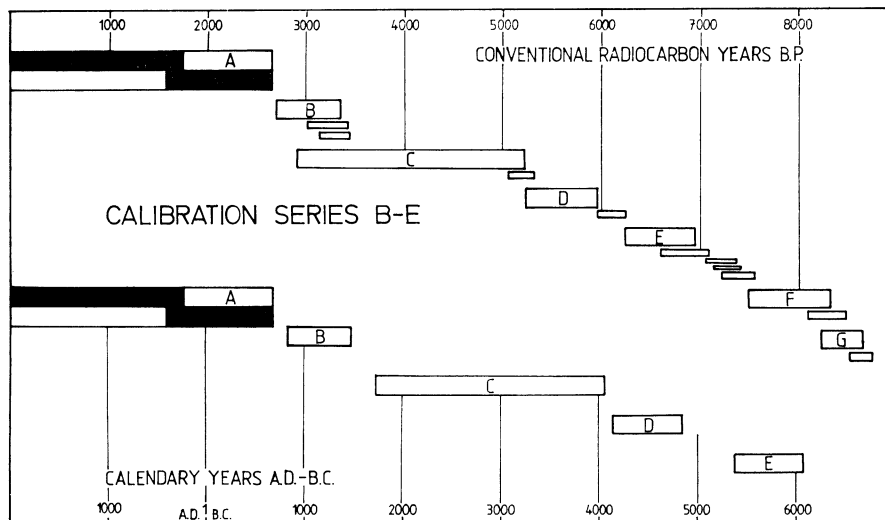 1000 2000 3000 4000 5000 6000 7000 8000
CONVENTIONAL RADIOCARBON YEARS B.P.
A
B
C
D
CALIBRATION SERIES B-E
E
A
F
B
G
C
D
E
CALENDARY YEARS A.D.-B.C.
1000 A.D. 1 B.C. 1000 2000 3000 4000 5000 6000